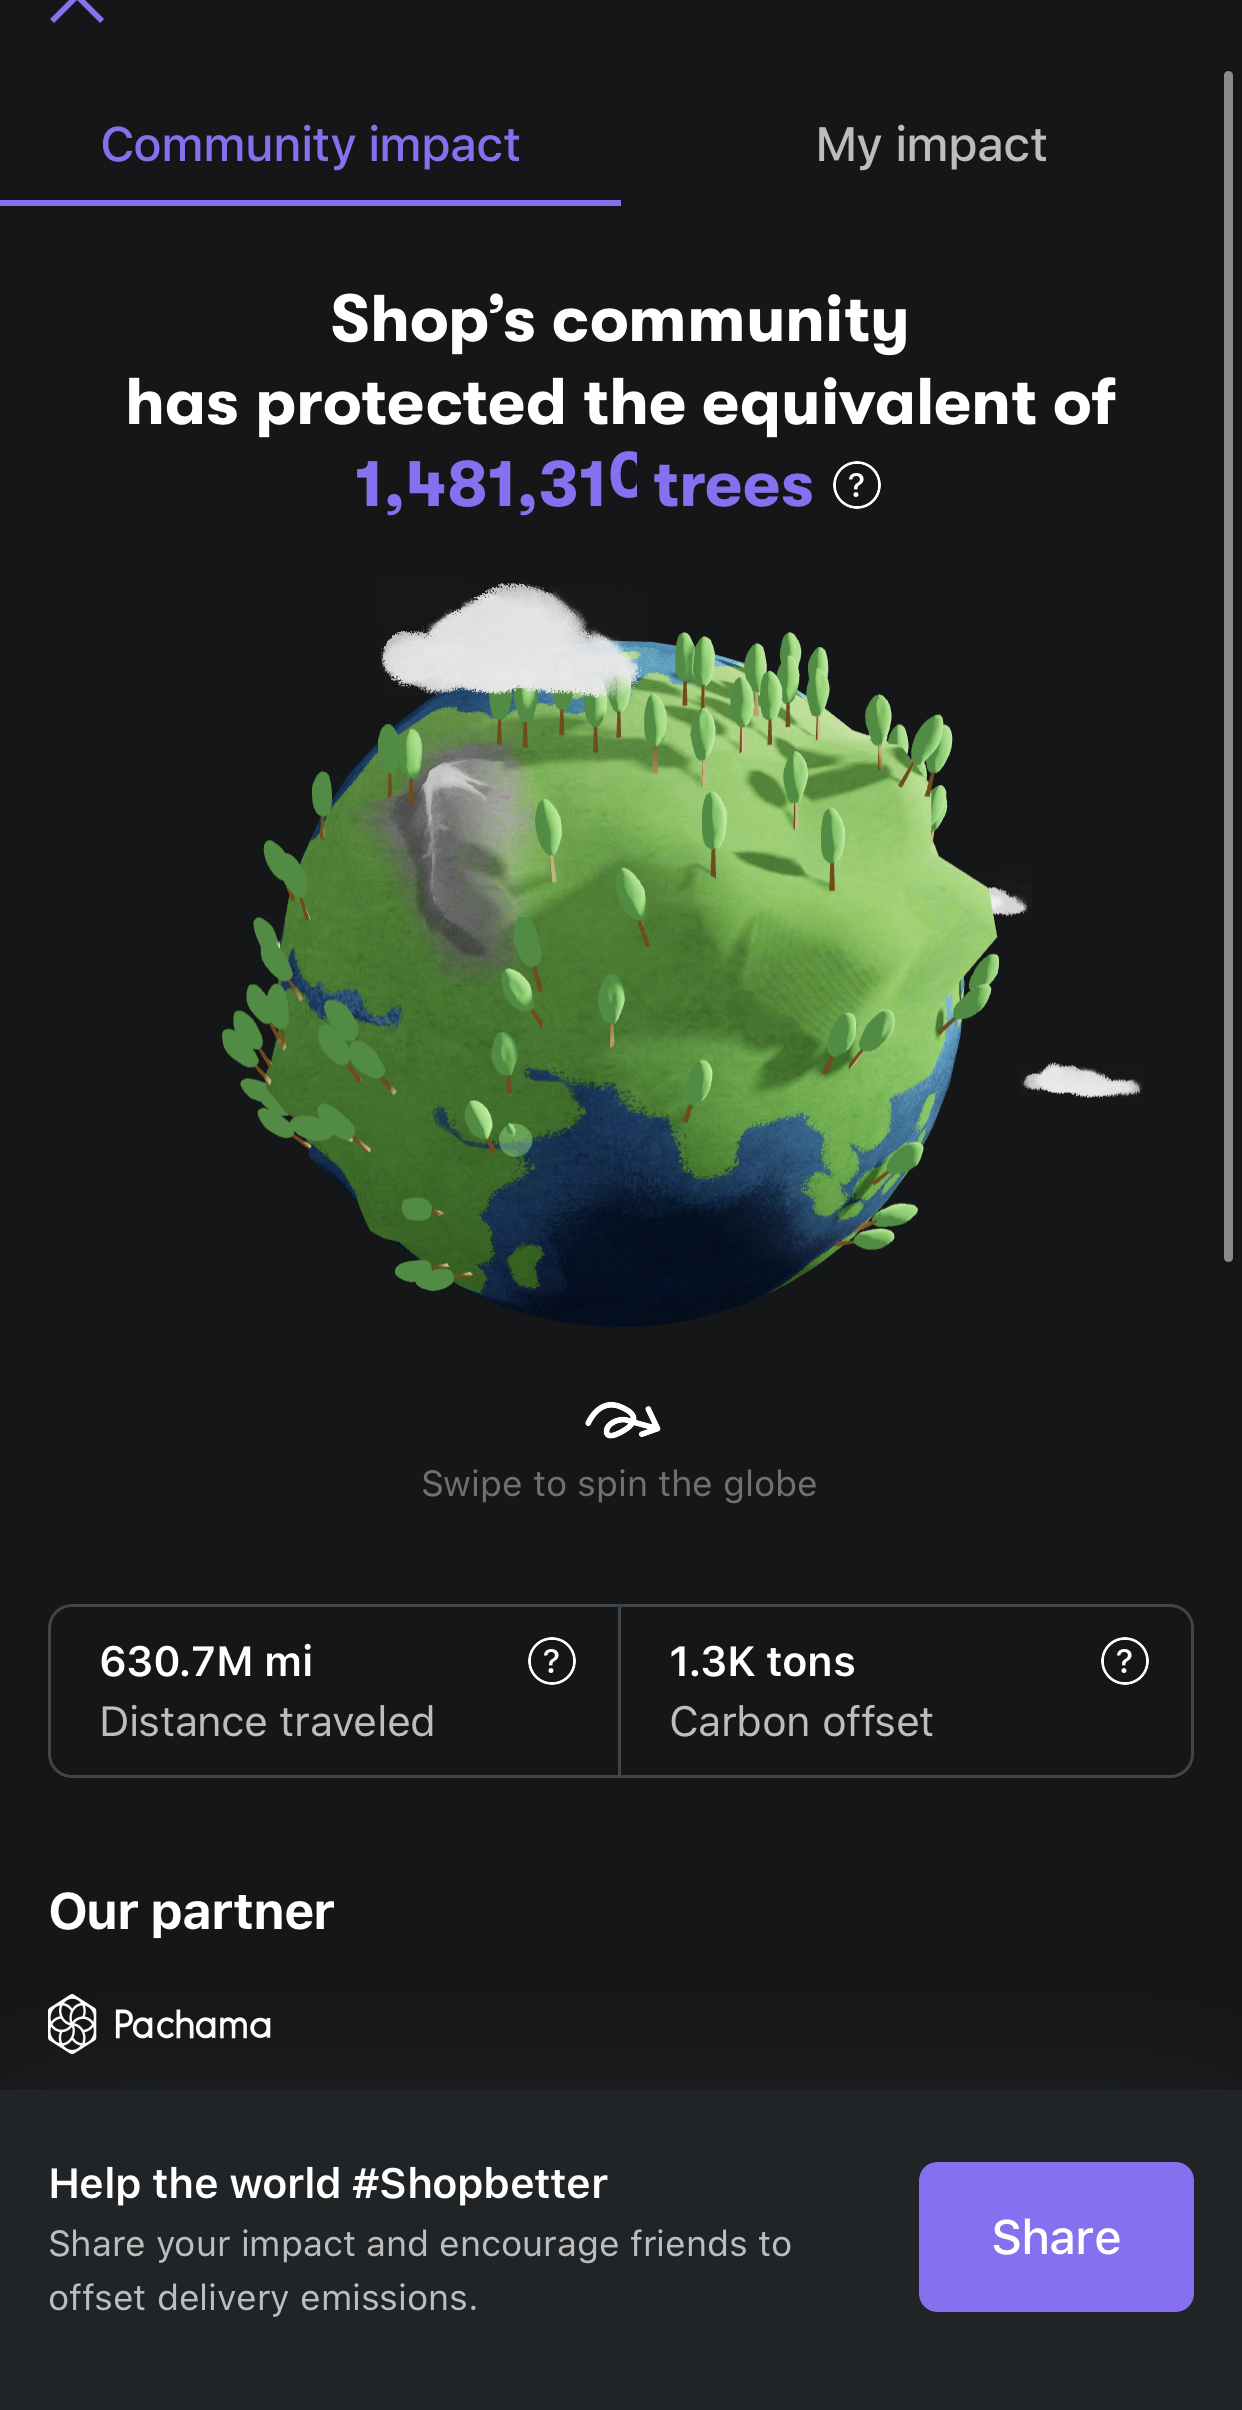 Community impact
My impact
Shop’s community
has protected the equivalent of
1,481,310 trees ?
Swipe to spin the globe
630.7M mi ?
Distance traveled
1.3K tons ?
Carbon offset
Our partner
Pachama
Help the world #Shopbetter
Share your impact and encourage friends to
offset delivery emissions.
Share